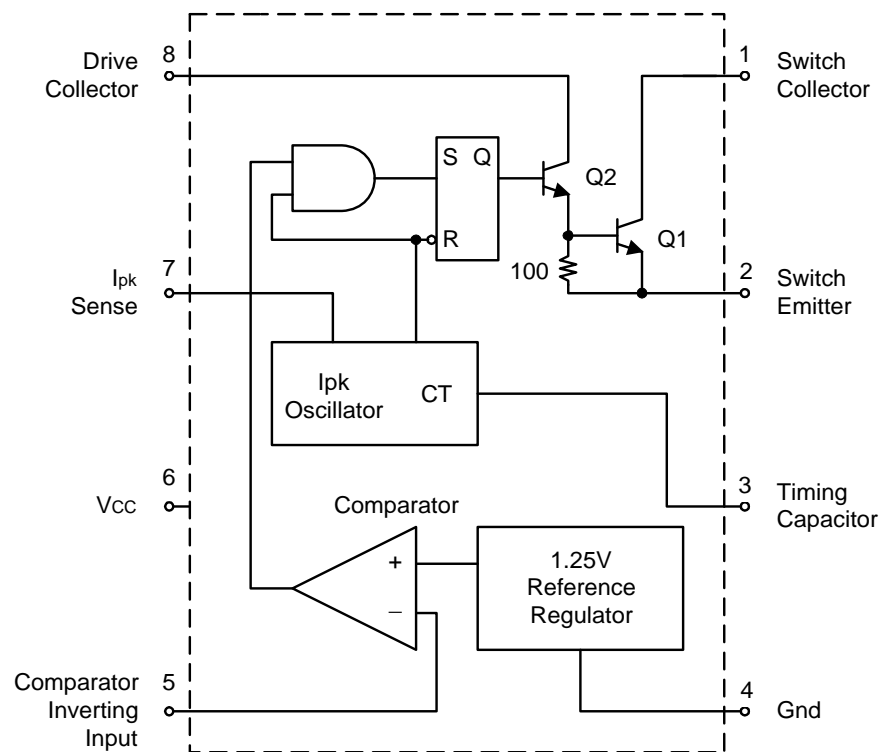 Drive
Collector
8
1
Switch
Collector
S Q
Q2
R
Q1
100
Ipk
Sense
7
2
Switch
Emitter
Ipk
Oscillator
CT
6
VCC
Comparator
3
Timing
Capacitor
+
−
1.25V
Reference
Regulator
Comparator
Inverting
Input
5
4
Gnd